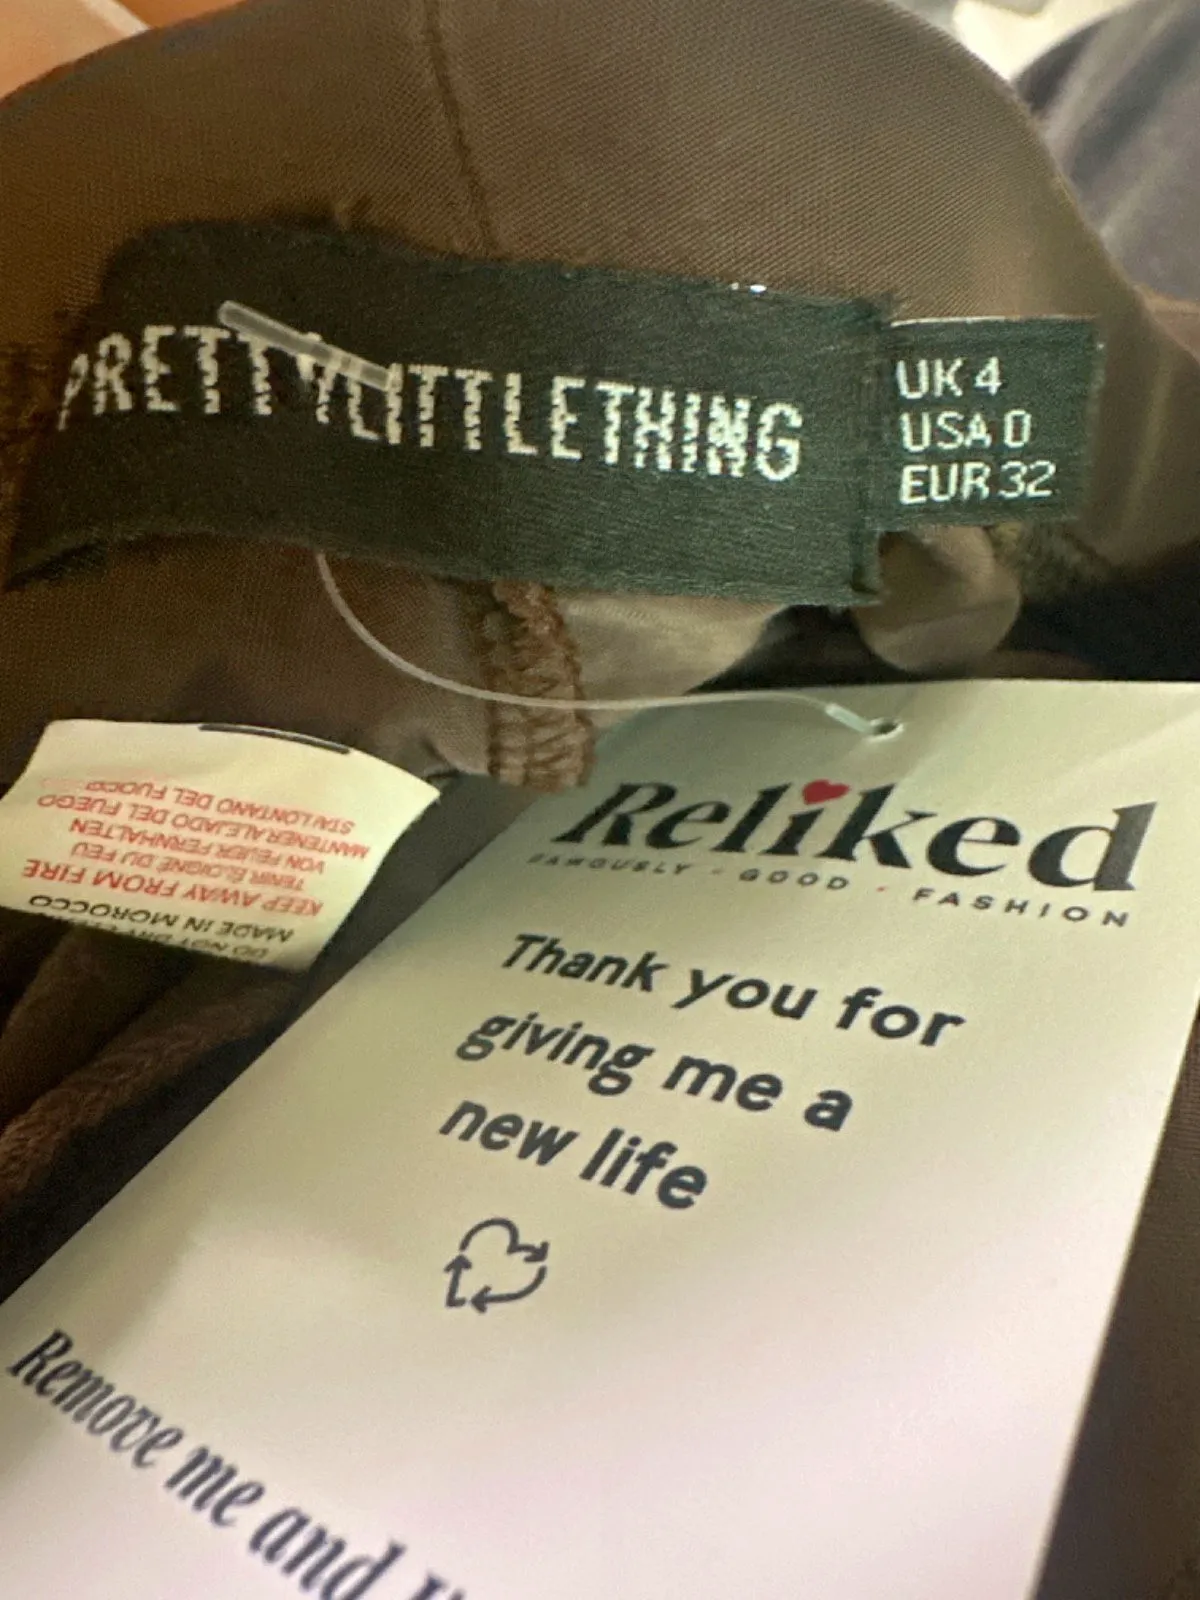 PRETTYLITTLETHING
UK 4
USA 0
EUR 32
Reliked
FAMOUSLY · GOOD · FASHION
Thank you for
giving me a
new life
Remove me and
MADE IN MOROCCO
KEEP AWAY FROM FIRE
TENIR ÉLOIGNÉ DU FEU
VON FEUER FERNHALTEN
MANTENER ALEJADO DEL FUEGO
STAI LONTANO DEL FUOCO